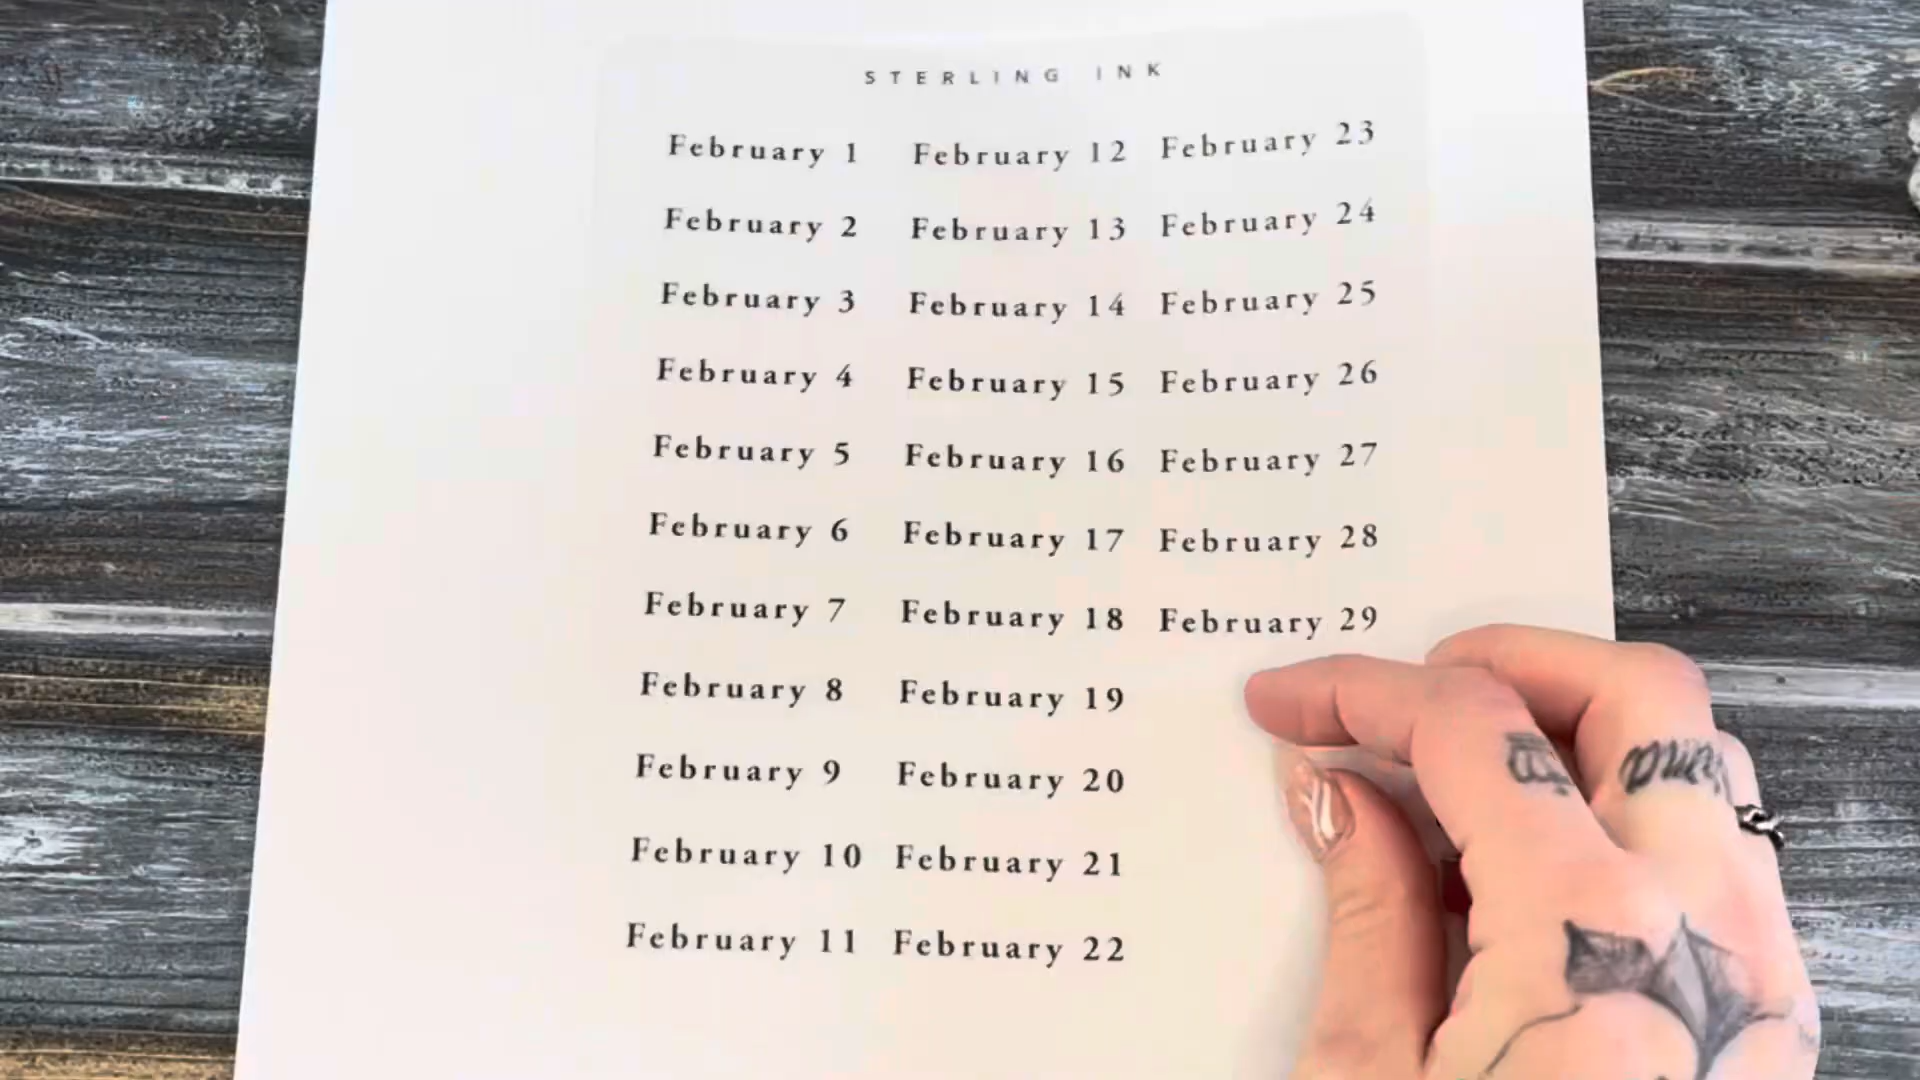 STERLING INK
February 1
February 2
February 3
February 4
February 5
February 6
February 7
February 8
February 9
February 10
February 11
February 12
February 13
February 14
February 15
February 16
February 17
February 18
February 19
February 20
February 21
February 22
February 23
February 24
February 25
February 26
February 27
February 28
February 29